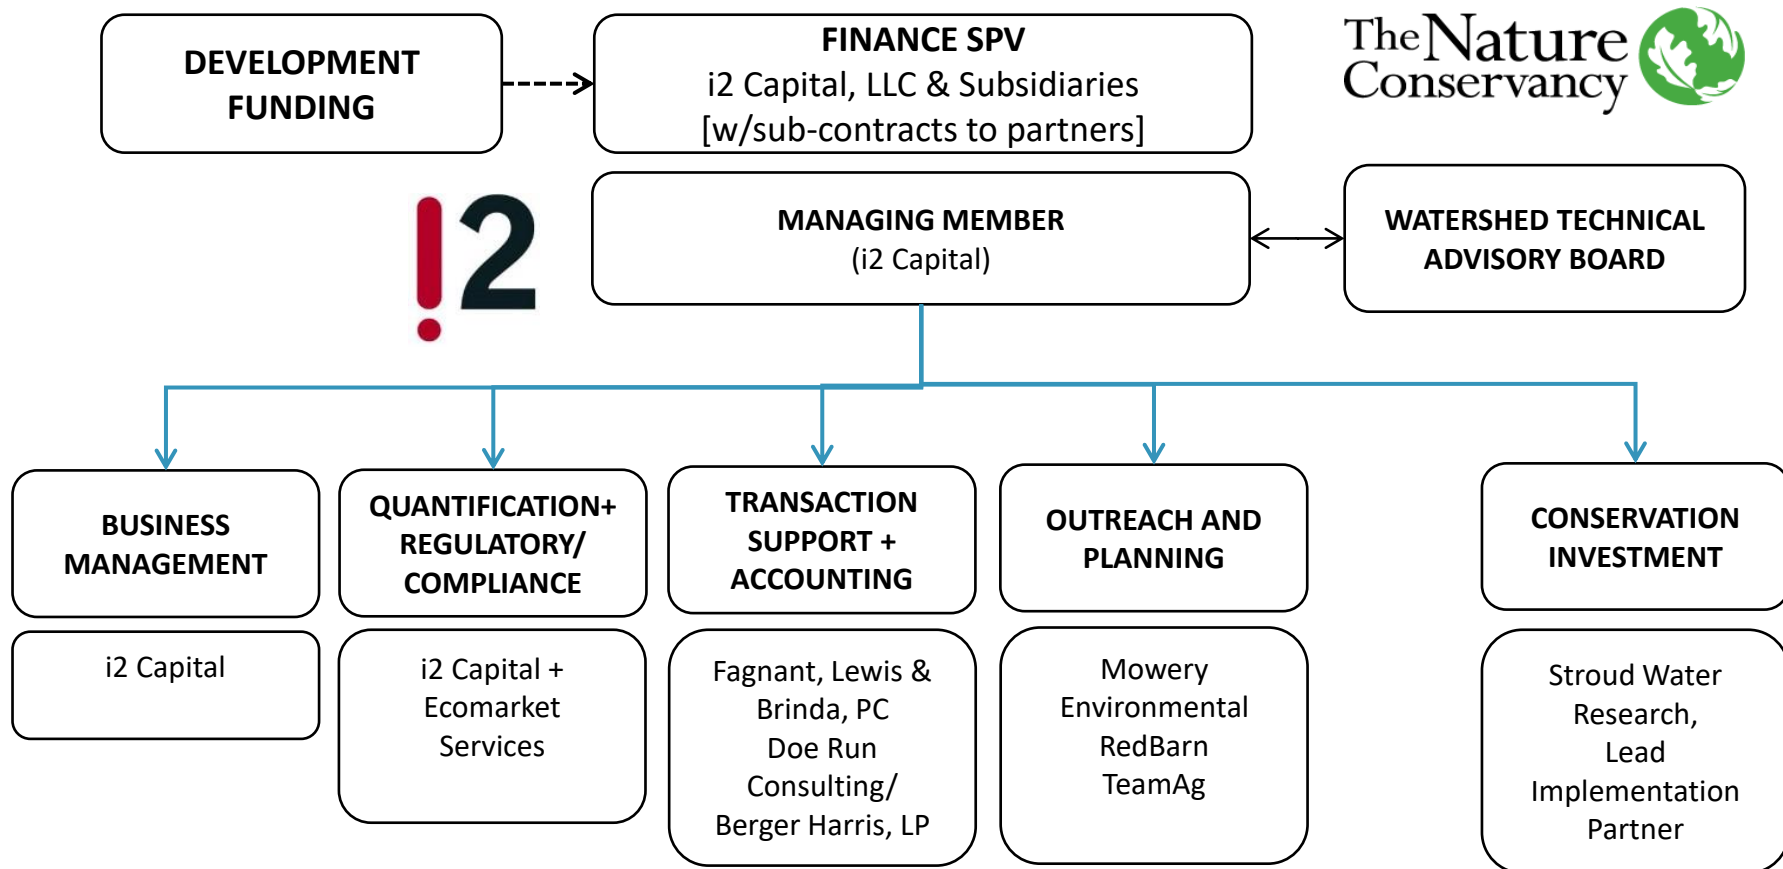 DEVELOPMENT
FUNDING
FINANCE SPV
i2 Capital, LLC & Subsidiaries
[w/sub-contracts to partners]
The Nature
Conservancy
i2
MANAGING MEMBER
(i2 Capital)
WATERSHED TECHNICAL
ADVISORY BOARD
BUSINESS
MANAGEMENT
QUANTIFICATION+
REGULATORY/
COMPLIANCE
TRANSACTION
SUPPORT +
ACCOUNTING
OUTREACH AND
PLANNING
CONSERVATION
INVESTMENT
i2 Capital
i2 Capital +
Ecomarket
Services
Fagnant, Lewis &
Brinda, PC
Doe Run
Consulting/
Berger Harris, LP
Mowery
Environmental
RedBarn
TeamAg
Stroud Water
Research,
Lead
Implementation
Partner